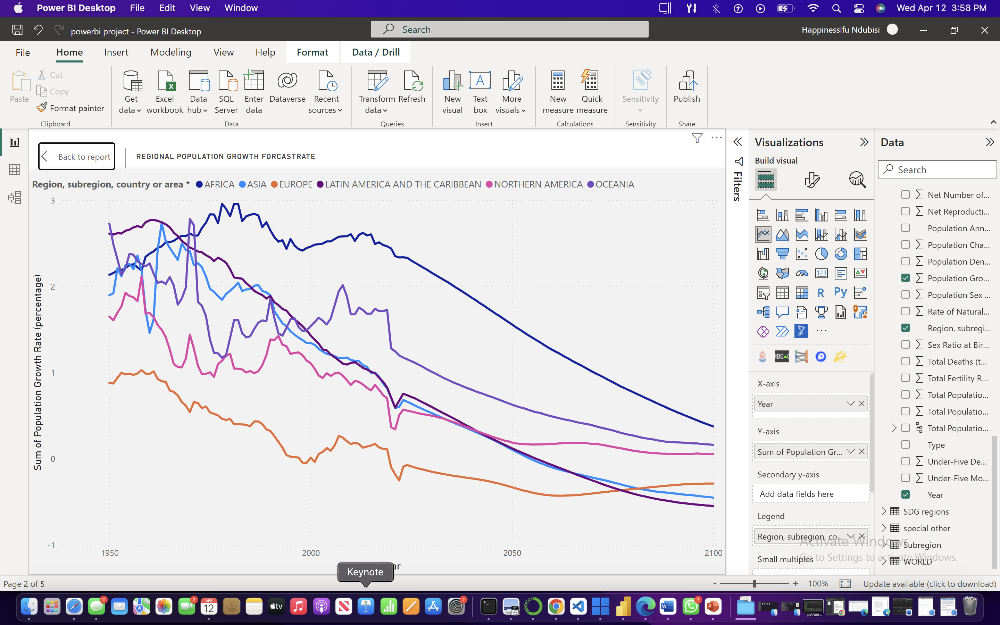 Power BI Desktop File Edit View Window Wed Apr 12 3:58 PM
powerbi project - Power BI Desktop Search Happinessifu Ndubisi
File Home Insert Modeling View Help Format Data / Drill
Paste Cut
Copy
Format painter
Clipboard
Get data
Excel workbook
Data hub
SQL Server
Enter data
Dataverse
Recent sources
Data
Transform data
Refresh
Queries
New visual
A
Text box
More visuals
Insert
New measure
Quick measure
Calculations
Sensitivity
Sensitivity
Publish
Share
Back to report
REGIONAL POPULATION GROWTH FORCASTRATE
Region, subregion, country or area * AFRICA ASIA EUROPE LATIN AMERICA AND THE CARIBBEAN NORTHERN AMERICA OCEANIA
Sum of Population Growth Rate (percentage)
3
2
1
0
-1
1950 2000 2050 2100
Keynote
Filters
Visualizations
Build visual
123
R Py
X-axis
Year
Y-axis
Sum of Population Gr...
Secondary y-axis
Add data fields here
Legend
Region, subregion, co...
Small multiples
Data
Search
Net Number of...
Net Reproducti...
Population Ann...
Population Cha...
Population Den...
Population Gro...
Population Sex ...
Rate of Natural...
Region, subregi...
Sex Ratio at Bir...
Total Deaths (t...
Total Fertility R...
Total Populatio...
Total Populatio...
Total Populatio...
Type
Under-Five De...
Under-Five Mo...
Year
SDG regions
special other
Subregion
WORLD
Activate Windows
Go to Settings to activate Windows.
Page 2 of 5
- + 100%
Update available (click to download)
11
2
APR
12
tv
2
7
python...